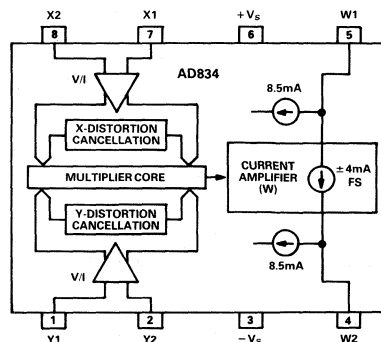 X2 X1 +VS W1
8 7 6 5
AD834
V/I
8.5mA
X-DISTORTION
CANCELLATION
MULTIPLIER CORE
CURRENT
AMPLIFIER
(W)
±4mA
FS
Y-DISTORTION
CANCELLATION
8.5mA
V/I
1 2 3 4
Y1 Y2 −VS W2